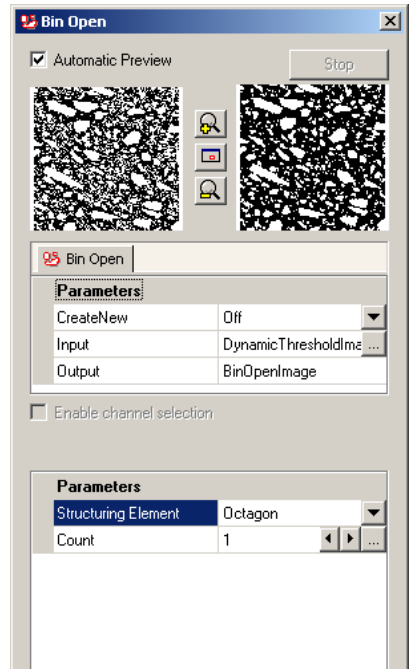 Bin Open
Automatic Preview
Stop
Bin Open
Parameters
CreateNew Off
Input DynamicThresholdIma ...
Output BinOpenImage
Enable channel selection
Parameters
Structuring Element Octagon
Count 1 ...